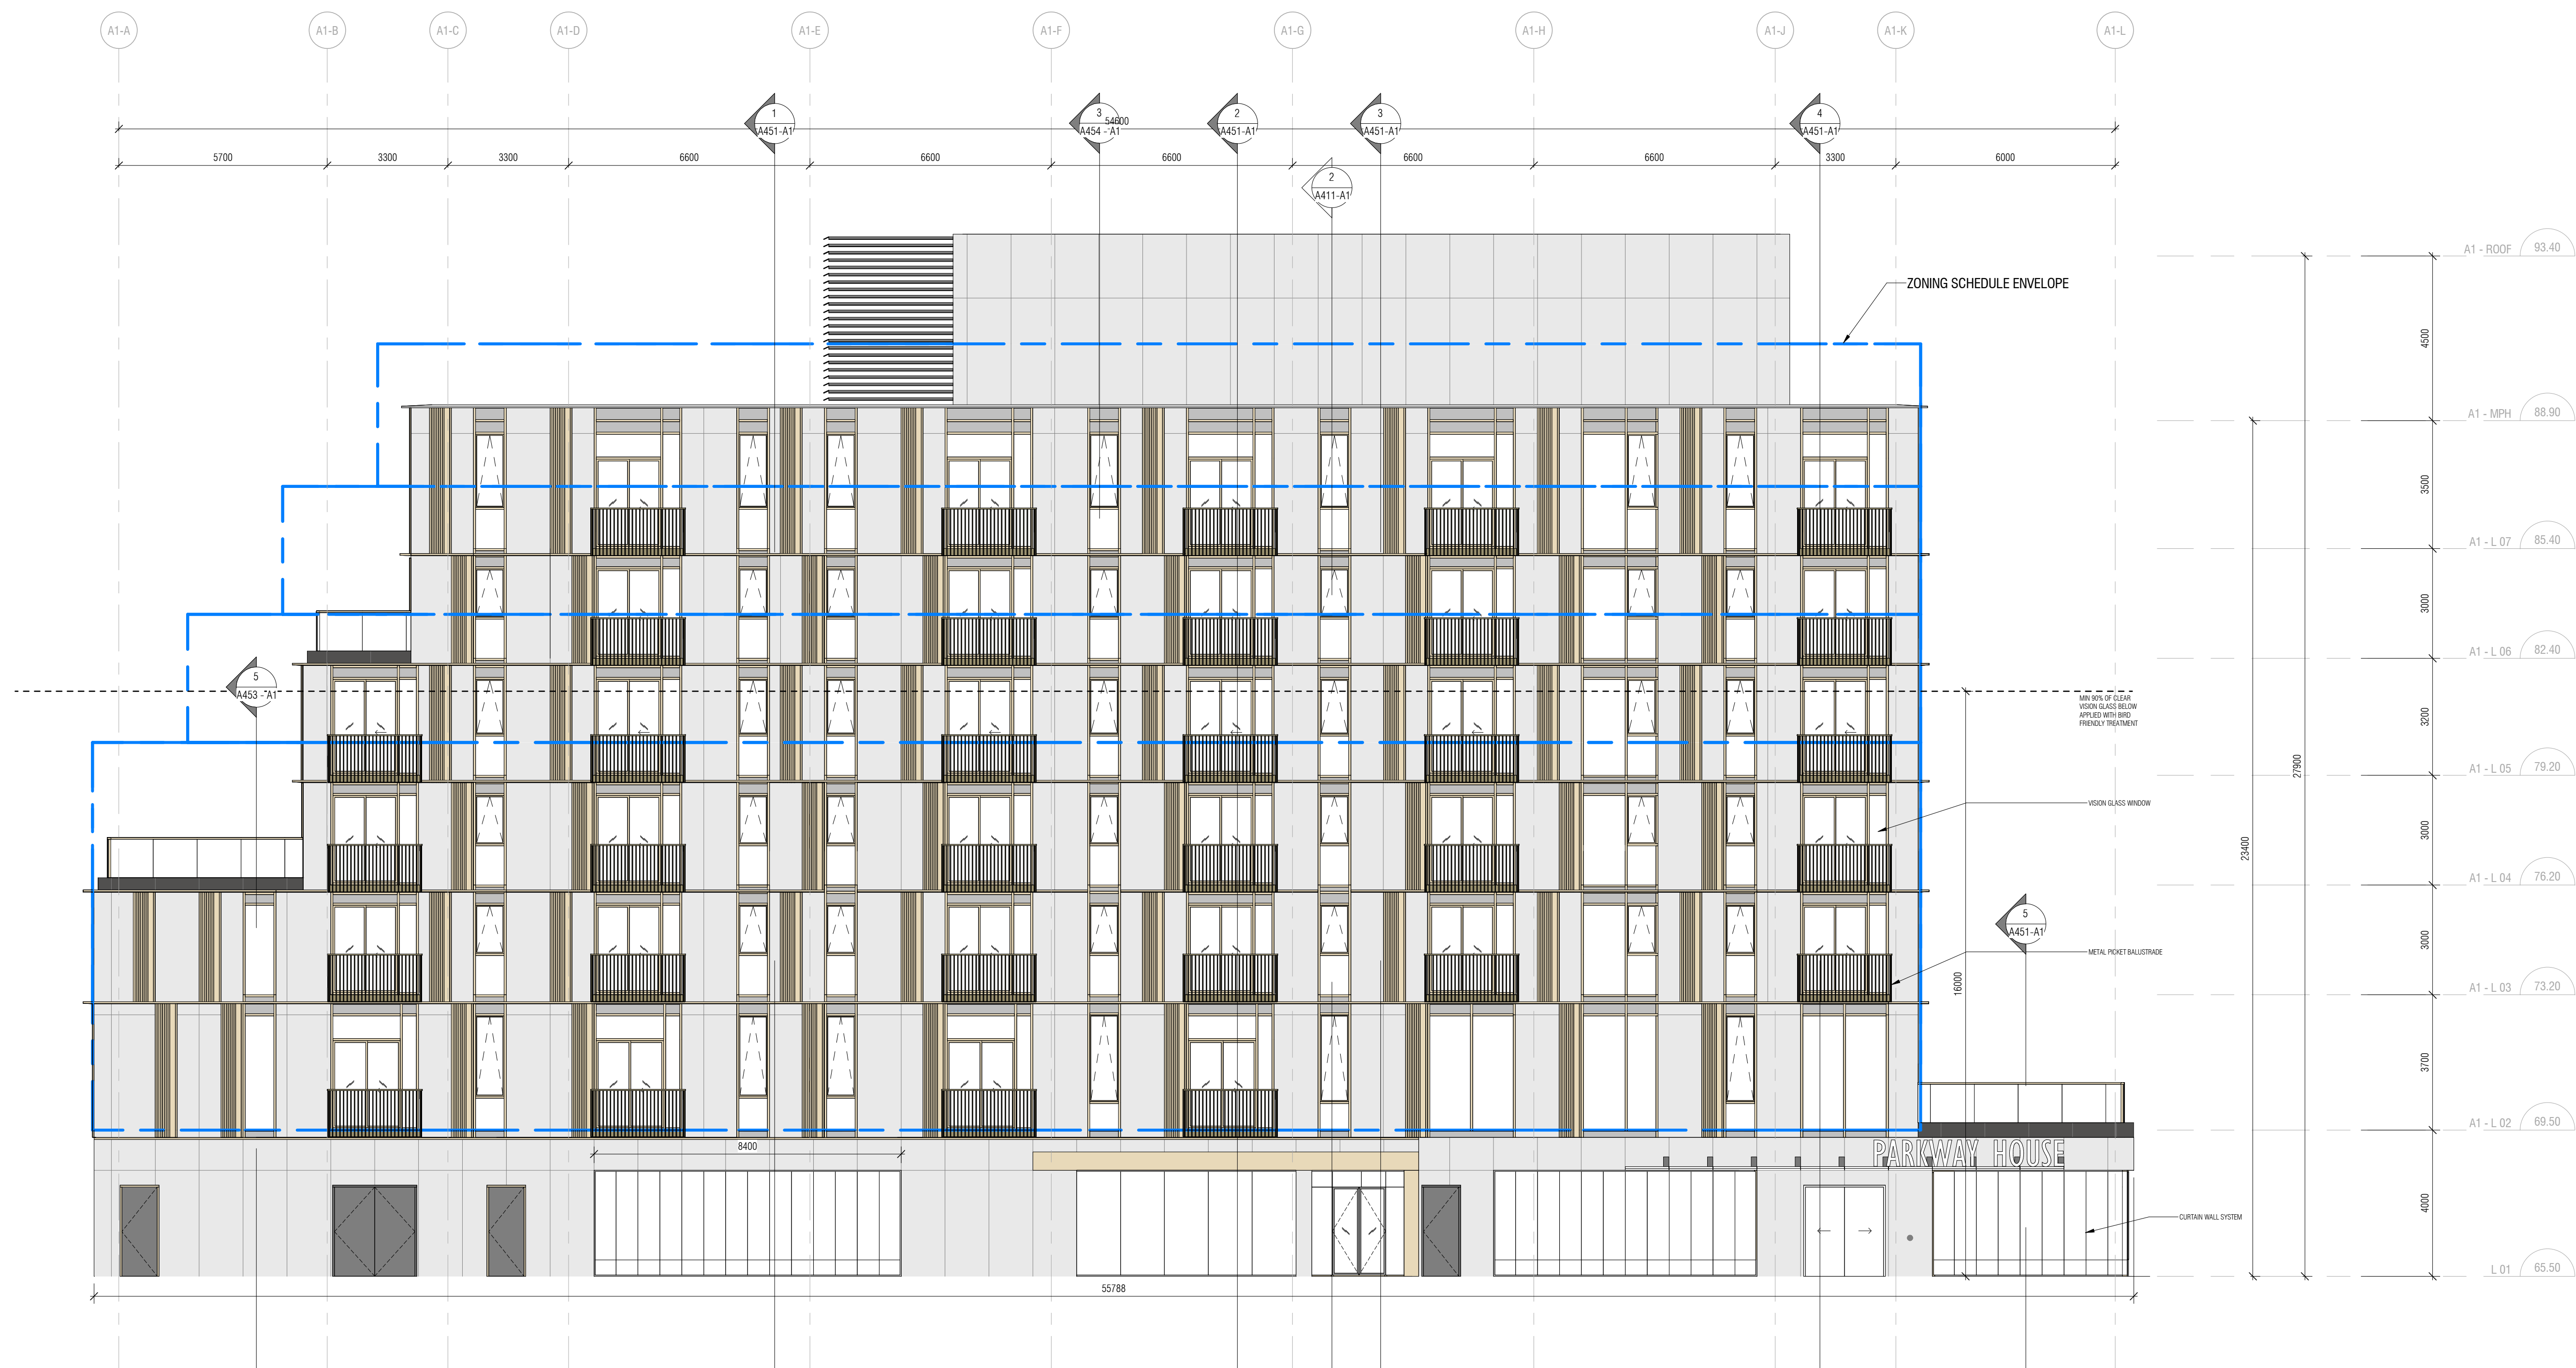 A1-A A1-B A1-C A1-D A1-E A1-F A1-G A1-H A1-J A1-K A1-L
1 3 2 3 4
A451-A1 A454 - A1 A451-A1 A451-A1 A451-A1
54600
5700 3300 3300 6600 6600 6600 6600 6600 3300 6000
2
A411-A1
A1 - ROOF 93.40
ZONING SCHEDULE ENVELOPE
4500
A1 - MPH 88.90
3500
A1 - L 07 85.40
3000
A1 - L 06 82.40
5
A453 - A1
MIN 90% OF CLEAR
VISION GLASS BELOW
APPLIED WITH BIRD
FRIENDLY TREATMENT
3200
27900
A1 - L 05 79.20
VISION GLASS WINDOW
3000
23400
A1 - L 04 76.20
5
A451-A1
3000
METAL PICKET BALUSTRADE
16000
A1 - L 03 73.20
3700
A1 - L 02 69.50
8400
PARKWAY HOUSE
4000
CURTAIN WALL SYSTEM
L 01 65.50
55788